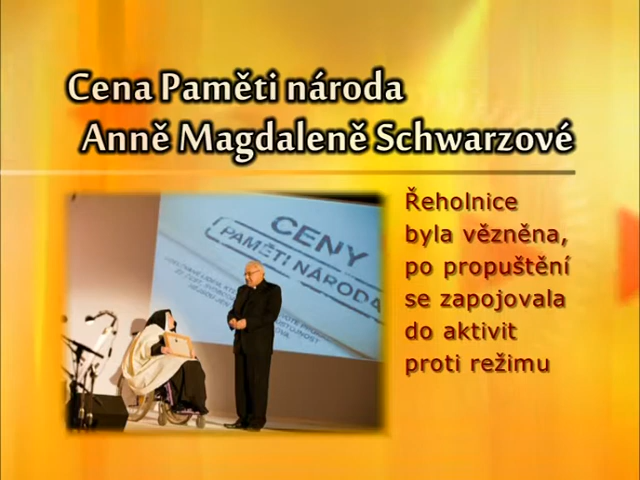 Cena Paměti národa
Anně Magdaleně Schwarzové
Řeholnice
byla vězněna,
po propuštění
se zapojovala
do aktivit
proti režimu
CENY
PAMĚTI NÁRODA